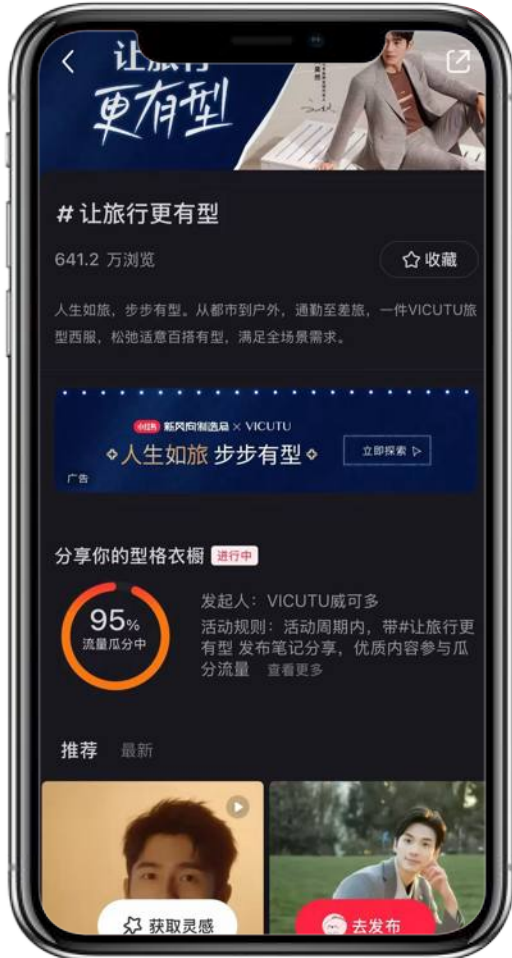 让旅行
更有型
# 让旅行更有型
641.2 万浏览
收藏
人生如旅，步步有型。从都市到户外，通勤至差旅，一件VICUTU旅
型西服，松弛适意百搭有型，满足全场景需求。
小红书 新风向制造局 × VICUTU
人生如旅 步步有型
立即探索
广告
分享你的型格衣橱 进行中
95%
流量瓜分中
发起人：VICUTU威可多
活动规则：活动周期内，带#让旅行更
有型 发布笔记分享，优质内容参与瓜
分流量 查看更多
推荐 最新
获取灵感
去发布